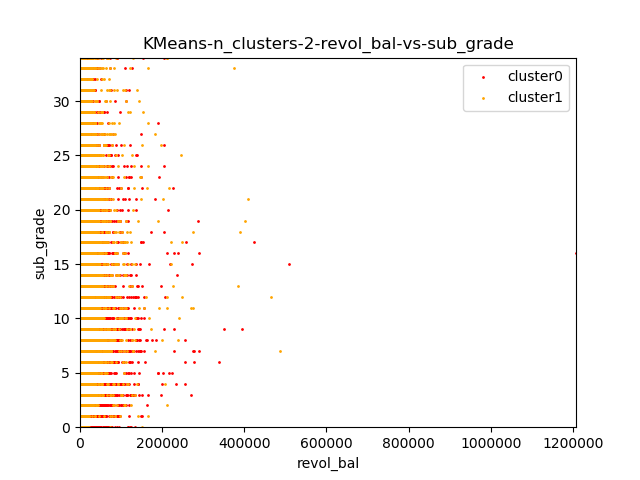 KMeans-n_clusters-2-revol_bal-vs-sub_grade
cluster0
cluster1
30
25
20
15
10
5
0
sub_grade
0
200000
400000
600000
800000
1000000
1200000
revol_bal